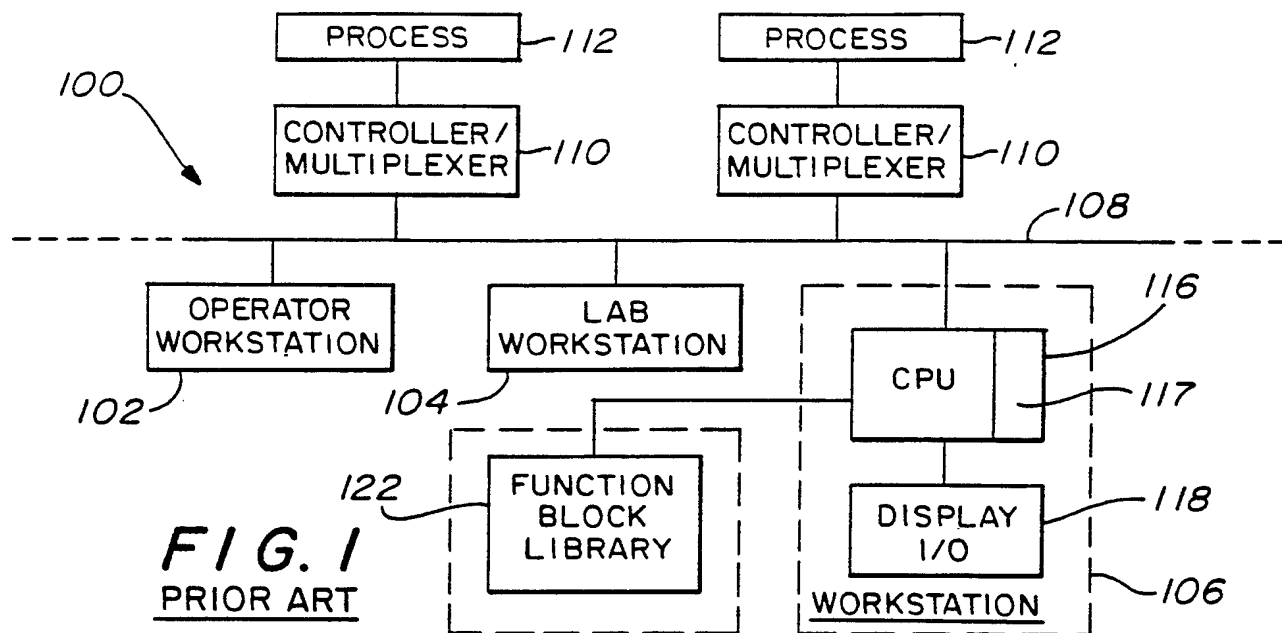 PROCESS
112
PROCESS
112
100
CONTROLLER/
MULTIPLEXER
110
CONTROLLER/
MULTIPLEXER
110
108
OPERATOR
WORKSTATION
102
LAB
WORKSTATION
104
116
CPU
117
122
FUNCTION
BLOCK
LIBRARY
DISPLAY
I/O
118
FIG. 1
PRIOR ART
WORKSTATION
106